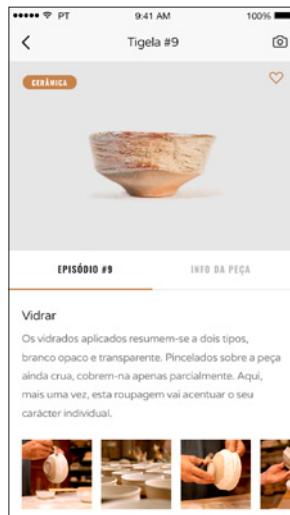 PT 9:41 AM 100%
Tigela #9
CERÂMICA
EPISÓDIO #9 INFO DA PEÇA
Vidrar
Os vidrados aplicados resumem-se a dois tipos,
branco opaco e transparente. Pincelados sobre a peça
ainda crua, cobrem-na apenas parcialmente. Aqui,
mais uma vez, esta roupagem vai acentuar o seu
carácter individual.